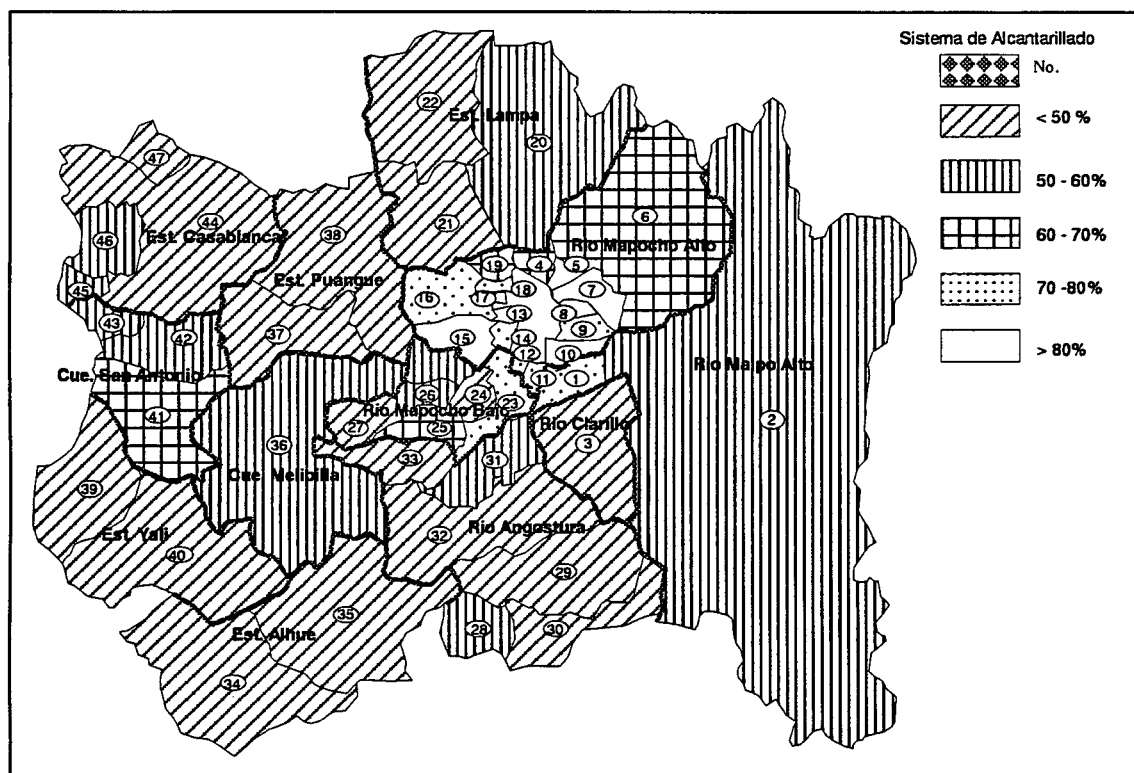 Sistema de Alcantarillado
No.
< 50 %
50 - 60%
60 - 70%
70 -80%
> 80%
22
Est. Lampa
20
47
6
44
46
Est. Casablanca
38
21
Rio Mapocho Alto
19
4
5
Est. Puangue
18
7
45
16
17
43
13
8
37
9
42
15
14
12
10
Rio Maipo Alto
Cue. San Antonio
11
1
26
24
23
41
Rio Mapocho Bajo
2
27
25
Rio Clarillo
36
3
31
33
Cue. Melibilla
39
Rio Angostura
Est. Yali
32
40
29
35
28
30
Est. Alhue
34